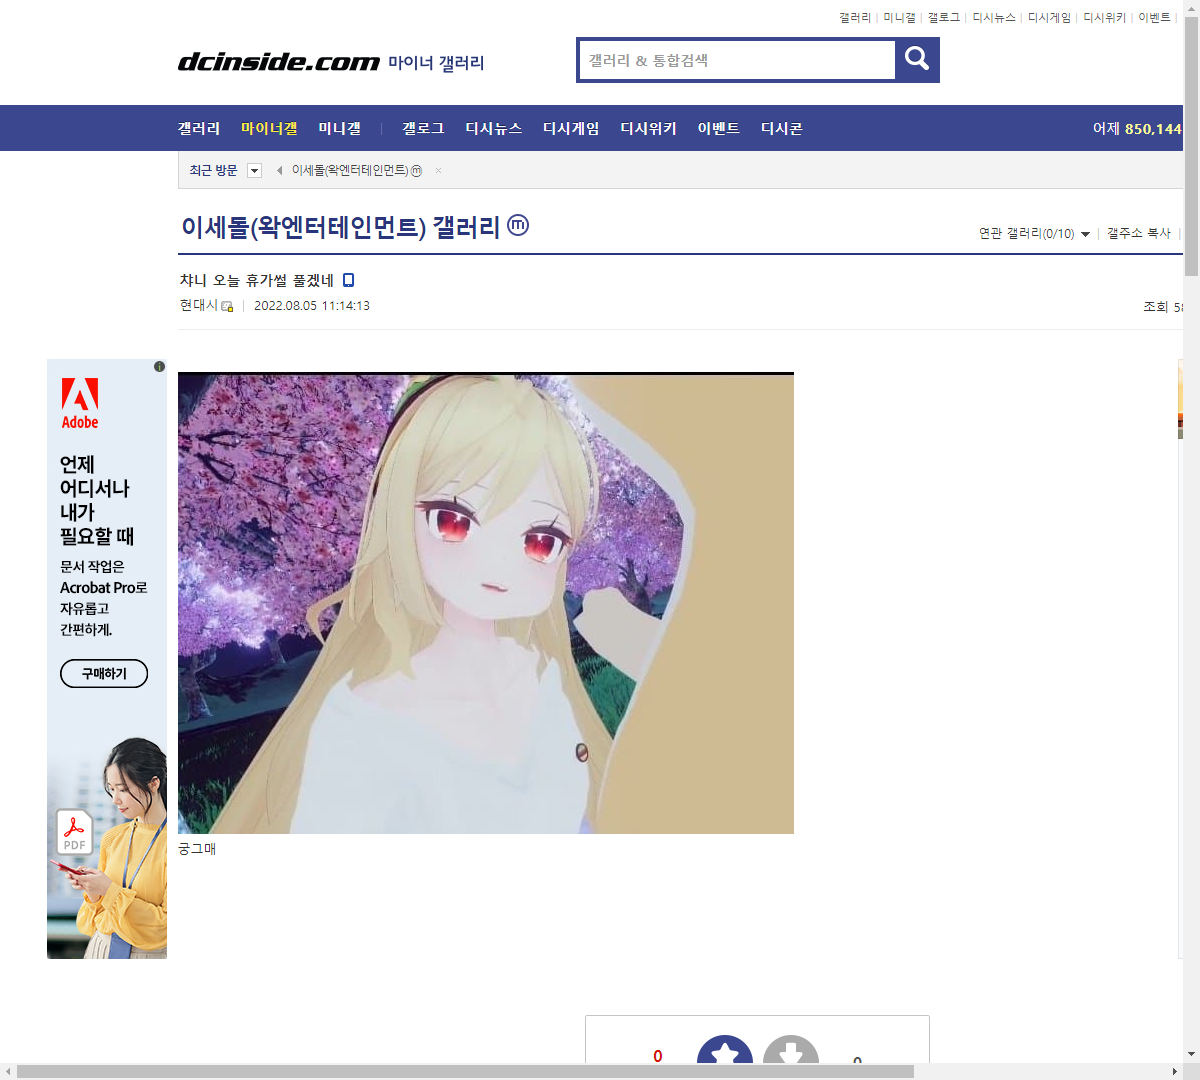 갤러리 | 미니갤 | 갤로그 | 디시뉴스 | 디시게임 | 디시위키 | 이벤트 |
dcinside.com 마이너 갤러리
갤러리 & 통합검색
갤러리 마이너갤 미니갤 | 갤로그 디시뉴스 디시게임 디시위키 이벤트 디시콘
어제 850,144
최근 방문 이세돌(왁엔터테인먼트)ⓜ ×
이세돌(왁엔터테인먼트) 갤러리 ⓜ
연관 갤러리(0/10) | 갤주소 복사 |
챠니 오늘 휴가썰 풀겠네
현대시 | 2022.08.05 11:14:13
조회
Adobe
언제
어디서나
내가
필요할 때
문서 작업은
Acrobat Pro로
자유롭고
간편하게.
구매하기
PDF
궁그매
0
0